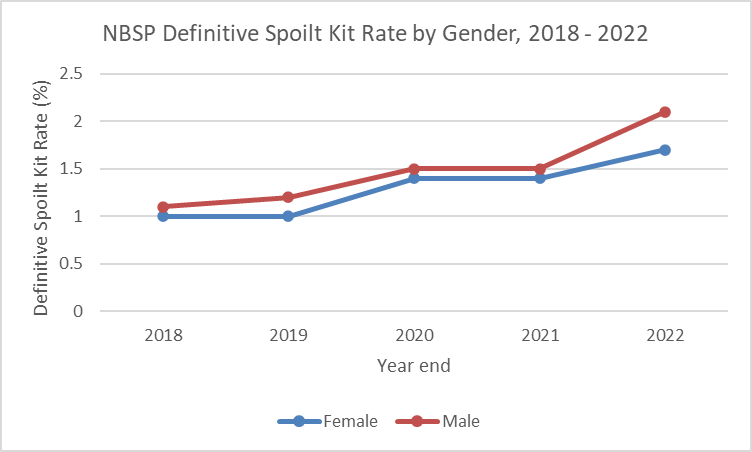 NBSP Definitive Spoilt Kit Rate by Gender, 2018 - 2022
Definitive Spoilt Kit Rate (%)
2.5
2
1.5
1
0.5
0
2018 2019 2020 2021 2022
Year end
Female Male